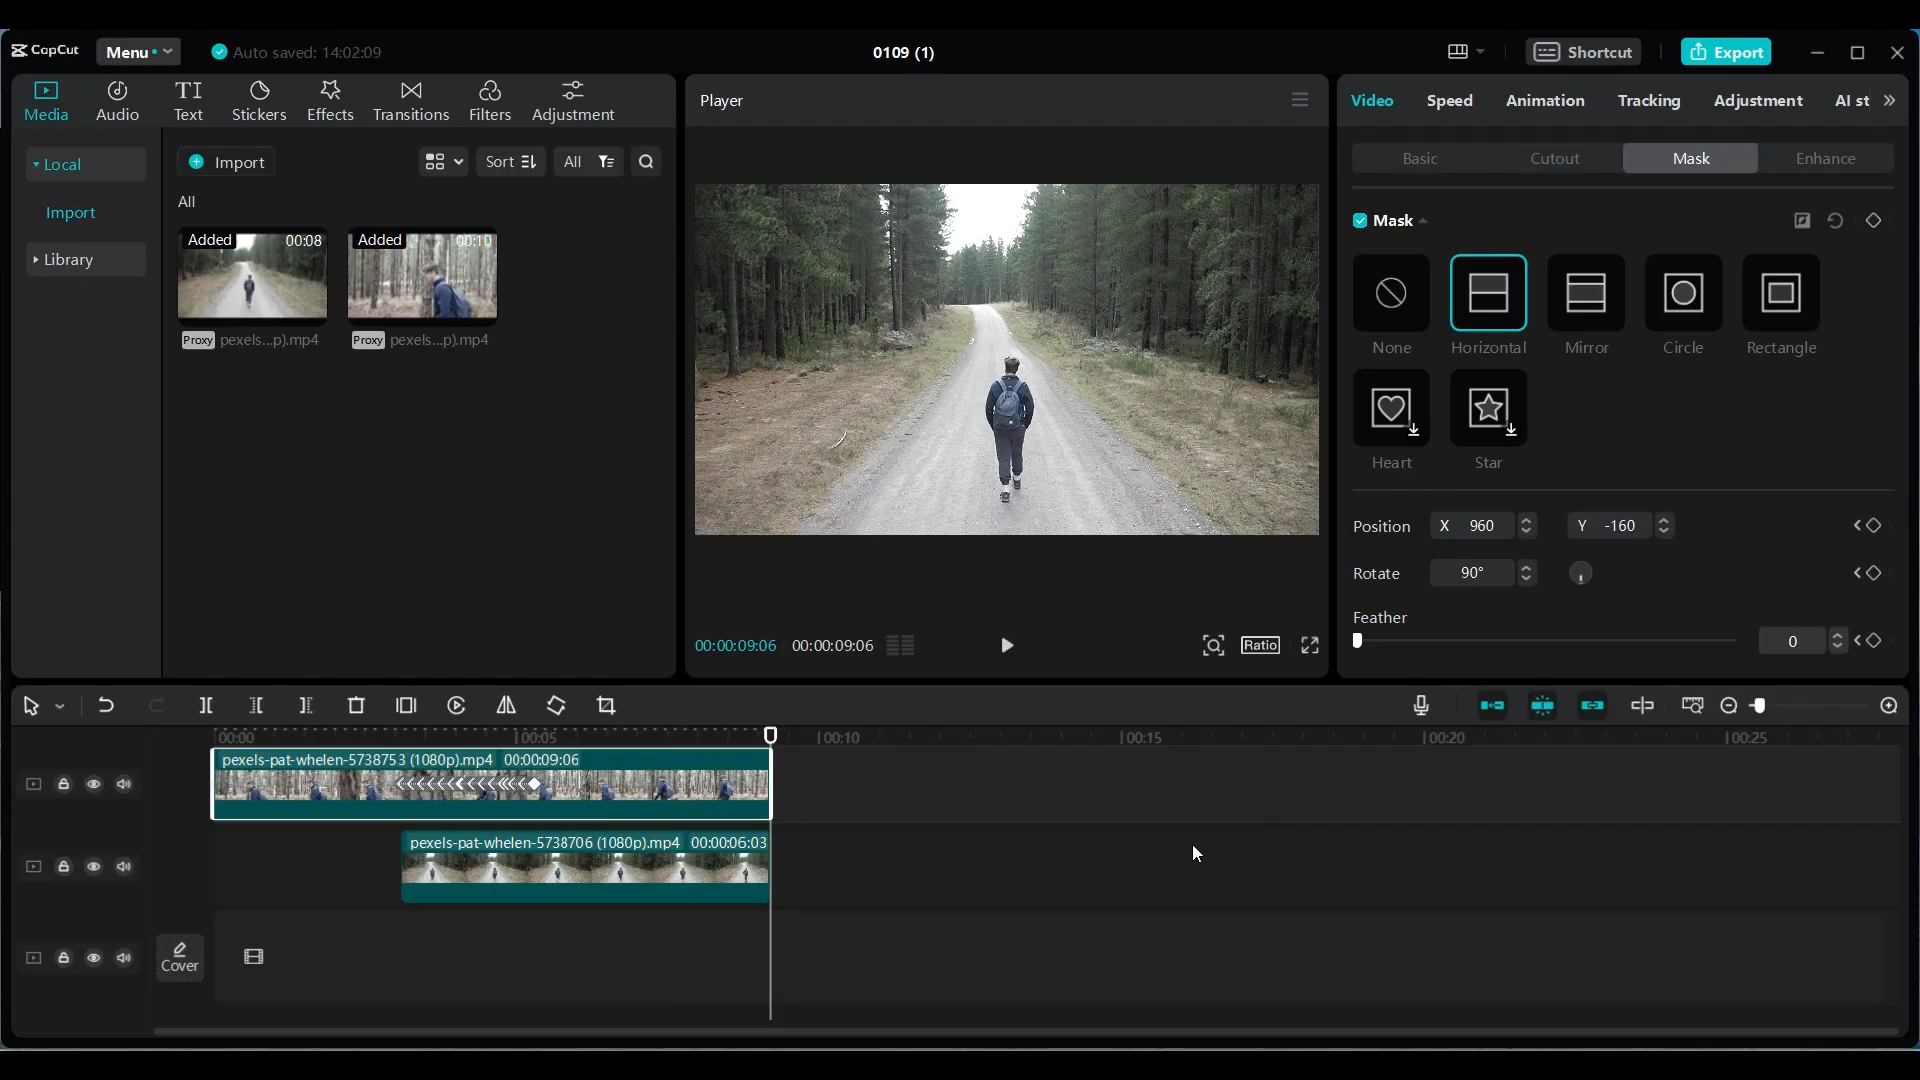 CapCut
Menu
Auto saved: 14:02:09
0109 (1)
Shortcut
Export
Media
Audio
TI
Text
Stickers
Effects
Transitions
Filters
Adjustment
Local
Import
Library
Import
Sort
All
All
Added 00:08
Added 00:10
Proxy pexels...p).mp4
Proxy pexels...p).mp4
Player
00:00:09:06 00:00:09:06
Ratio
Video
Speed
Animation
Tracking
Adjustment
AI st
Basic
Cutout
Mask
Enhance
Mask
None
Horizontal
Mirror
Circle
Rectangle
Heart
Star
Position X 960 Y -160
Rotate 90°
Feather
0
00:00 00:05 00:10 00:15 00:20 00:25
pexels-pat-whelen-5738753 (1080p).mp4 00:00:09:06
pexels-pat-whelen-5738706 (1080p).mp4 00:00:06:03
Cover